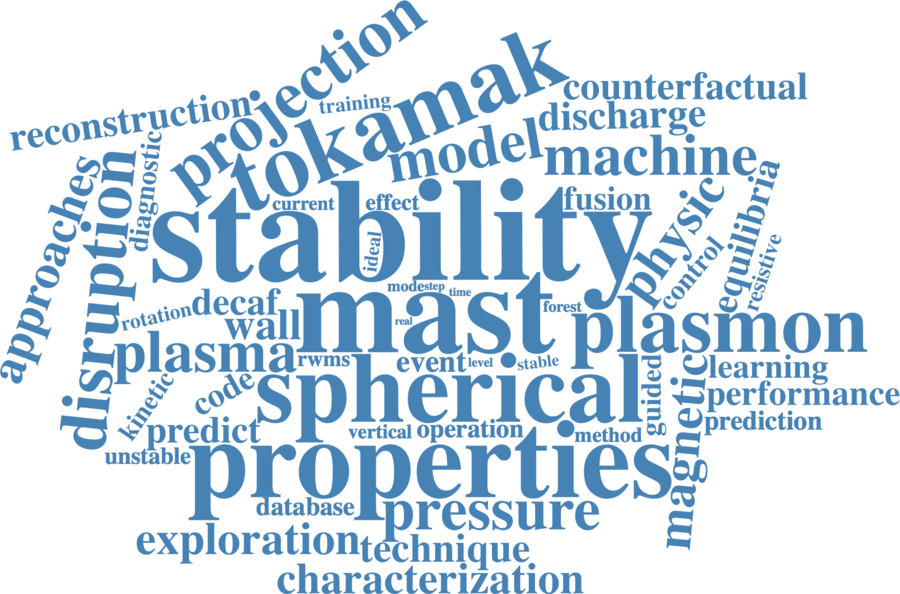 projection
tokamak
reconstruction
training
counterfactual
discharge
model
machine
approaches
disruption
diagnostic
stability
current
effect
fusion
ideal
physic
control
equilibria
resistive
rotation
decaf
wall
mast
mode
step
time
real
forest
plasmon
plasma
rwms
event
level
stable
kinetic
code
spherical
guided
magnetic
learning
performance
prediction
predict
unstable
vertical
operation
method
properties
database
pressure
exploration
technique
characterization